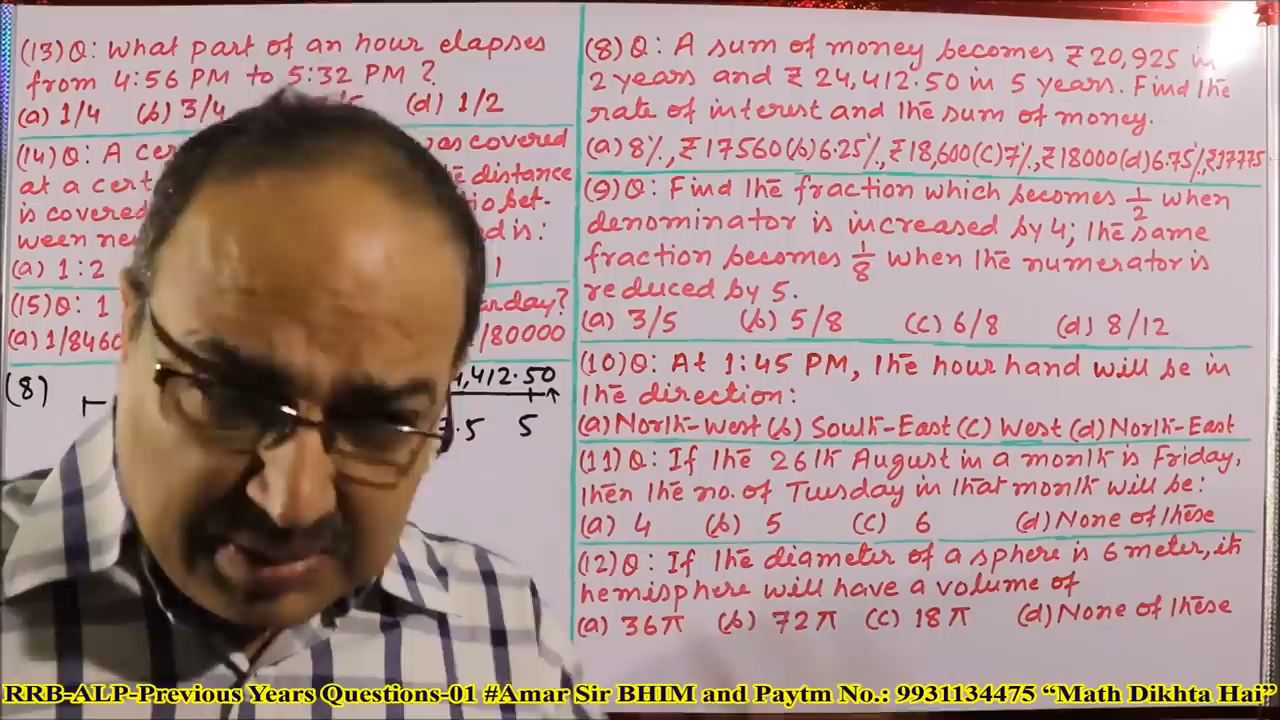 (13) Q: What part of an hour elapses
from 4:56 PM to 5:32 PM ?
(a) 1/4 (b) 3/4 /5 (d) 1/2
(14) Q: A covered
at a cert distance
is covered bet-
ween d is:
(a) 1:2
(15) Q: 1
(a) 1/8460 /80000
(8)
,412.50
.5 5
(8) Q: A sum of money becomes ₹20,925 in
2 years and ₹24,412.50 in 5 years. Find the
rate of interest and the sum of money.
(a) 8%, ₹17560 (b) 6.25%, ₹18,600 (c) 7%, ₹18000 (d) 6.75%, ₹17775
(9) Q: Find the fraction which becomes 1/2 when
denominator is increased by 4; the same
fraction becomes 1/8 when the numerator is
reduced by 5.
(a) 3/5 (b) 5/8 (c) 6/8 (d) 8/12
(10) Q: At 1:45 PM, the hour hand will be in
the direction:
(a) North-West (b) South-East (c) West (d) North-East
(11) Q: If the 26th August in a month is Friday,
then the no. of Tuesday in that month will be:
(a) 4 (b) 5 (c) 6 (d) None of these
(12) Q: If the diameter of a sphere is 6 meter, its
hemisphere will have a volume of
(a) 36π (b) 72π (c) 18π (d) None of these
RRB-ALP-Previous Years Questions-01 #Amar Sir BHIM and Paytm No.: 9931134475 “Math Dikhta Hai”